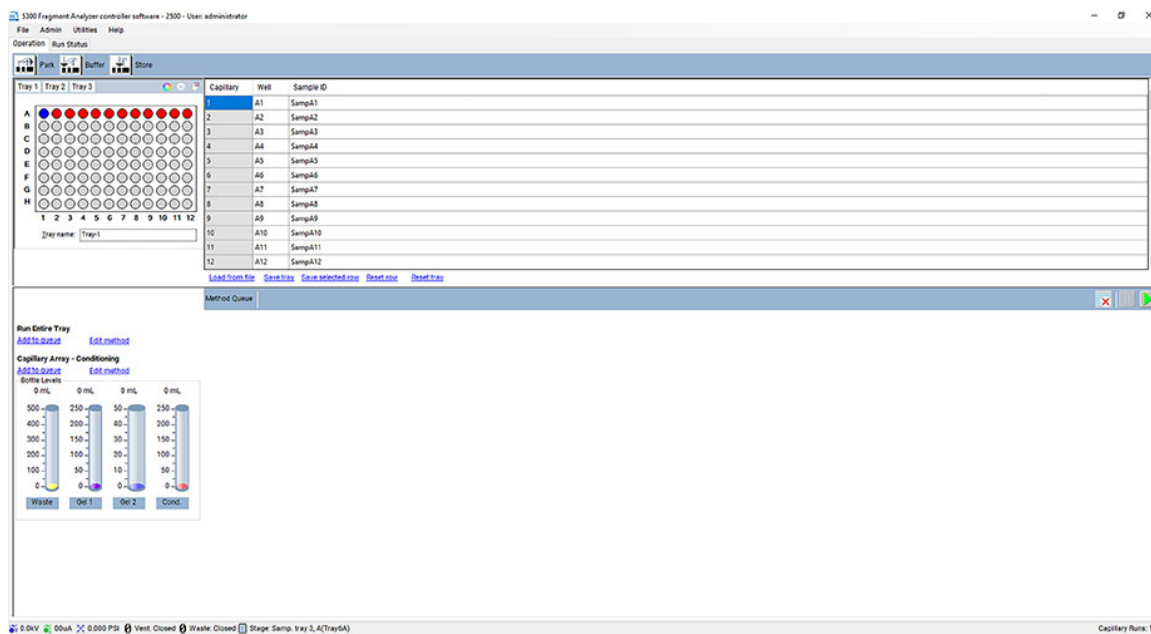 5300 Fragment Analyzer controller software - 2500 - User: administrator
File Admin Utilities Help
Operation Run Status
Park Buffer Store
Tray 1 Tray 2 Tray 3
A
B
C
D
E
F
G
H
1 2 3 4 5 6 7 8 9 10 11 12
Tray name: Tray-1
Capillary Well Sample ID
1 A1 SampA1
2 A2 SampA2
3 A3 SampA3
4 A4 SampA4
5 A5 SampA5
6 A6 SampA6
7 A7 SampA7
8 A8 SampA8
9 A9 SampA9
10 A10 SampA10
11 A11 SampA11
12 A12 SampA12
Load from file Save tray Save selected row Reset row Reset tray
Method Queue
Run Entire Tray
Add to queue Edit method
Capillary Array - Conditioning
Add to queue Edit method
Bottle Levels
0 mL 0 mL 0 mL 0 mL
500 250 50 250
400 200 40 200
300 150 30 150
200 100 20 100
100 50 10 50
0 0 0 0
Waste Gel 1 Gel 2 Cond.
0.0kV 00uA 0.000 PSI Vent: Closed Waste: Closed Stage: Samp. tray 3, A(Tray6A) Capillary Runs: